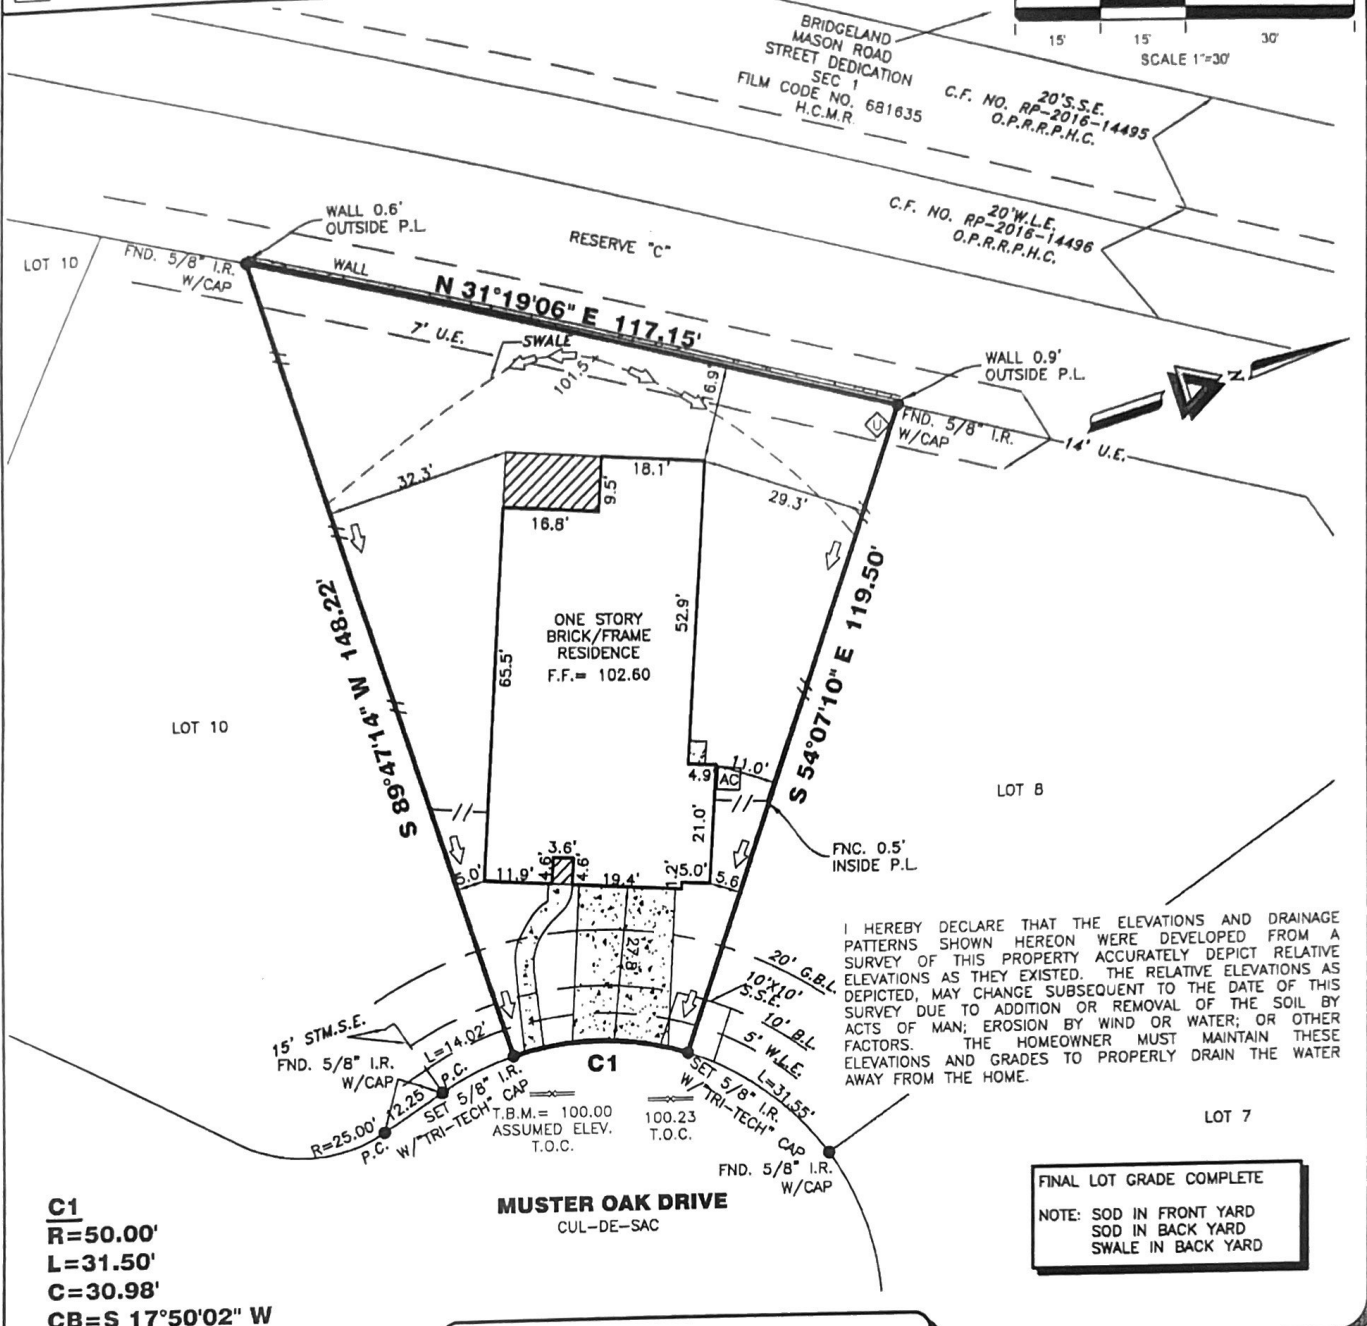 15'
15'
30'
SCALE 1"=30'
BRIDGELAND
MASON ROAD
STREET DEDICATION
SEC 1
FILM CODE NO. 681635
H.C.M.R.
20'S.S.E.
C.F. NO. RP-2016-14495
O.P.R.R.P.H.C.
20'W.L.E.
C.F. NO. RP-2016-14496
O.P.R.R.P.H.C.
WALL 0.6'
OUTSIDE P.L.
RESERVE "C"
LOT 10
FND. 5/8" I.R.
W/CAP
WALL
N 31°19'06" E 117.15'
7' U.E.
SWALE
101.5
WALL 0.9'
OUTSIDE P.L.
N
U
FND. 5/8" I.R.
W/CAP
14' U.E.
32.3'
18.1'
9.5'
29.3'
16.8'
ONE STORY
BRICK/FRAME
RESIDENCE
F.F.= 102.60
65.5'
52.9'
S 89°47'14" W 148.22'
S 54°07'10" E 119.50'
LOT 10
LOT 8
4.9
AC
11.0'
21.0'
FNC. 0.5'
INSIDE P.L.
5.0'
11.9'
3.6'
4.6'
4.6'
19.4'
1.2'
5.0'
5.6
27.8'
I HEREBY DECLARE THAT THE ELEVATIONS AND DRAINAGE
PATTERNS SHOWN HEREON WERE DEVELOPED FROM A
SURVEY OF THIS PROPERTY ACCURATELY DEPICT RELATIVE
ELEVATIONS AS THEY EXISTED. THE RELATIVE ELEVATIONS AS
DEPICTED, MAY CHANGE SUBSEQUENT TO THE DATE OF THIS
SURVEY DUE TO ADDITION OR REMOVAL OF THE SOIL BY
ACTS OF MAN; EROSION BY WIND OR WATER; OR OTHER
FACTORS. THE HOMEOWNER MUST MAINTAIN THESE
ELEVATIONS AND GRADES TO PROPERLY DRAIN THE WATER
AWAY FROM THE HOME.
20' G.B.L.
10'X10'
S.S.E.
10' B.L.
5' W.L.E.
L=31.55'
15' STM.S.E.
FND. 5/8" I.R.
W/CAP
L=14.02'
P.C.
12.25
R=25.00'
P.C.
SET 5/8" I.R.
W/"TRI-TECH" CAP
C1
T.B.M.= 100.00
ASSUMED ELEV.
T.O.C.
100.23
T.O.C.
SET 5/8" I.R.
W/"TRI-TECH" CAP
FND. 5/8" I.R.
W/CAP
LOT 7
MUSTER OAK DRIVE
CUL-DE-SAC
FINAL LOT GRADE COMPLETE
NOTE: SOD IN FRONT YARD
SOD IN BACK YARD
SWALE IN BACK YARD
C1
R=50.00'
L=31.50'
C=30.98'
CB=S 17°50'02" W